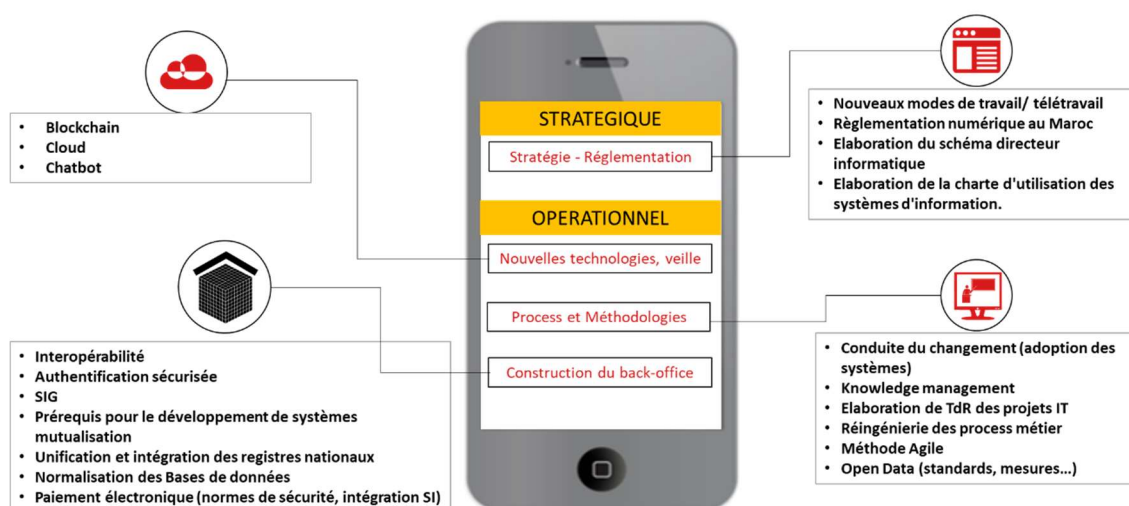 • Blockchain
• Cloud
• Chatbot
STRATEGIQUE
Stratégie - Réglementation
OPERATIONNEL
Nouvelles technologies, veille
Process et Méthodologies
Construction du back-office
• Nouveaux modes de travail/ télétravail
• Règlementation numérique au Maroc
• Elaboration du schéma directeur
informatique
• Elaboration de la charte d'utilisation des
systèmes d'information.
• Interopérabilité
• Authentification sécurisée
• SIG
• Prérequis pour le développement de systèmes
mutualisation
• Unification et intégration des registres nationaux
• Normalisation des Bases de données
• Paiement électronique (normes de sécurité, intégration SI)
• Conduite du changement (adoption des
systèmes)
• Knowledge management
• Elaboration de TdR des projets IT
• Réingénierie des process métier
• Méthode Agile
• Open Data (standards, mesures...)